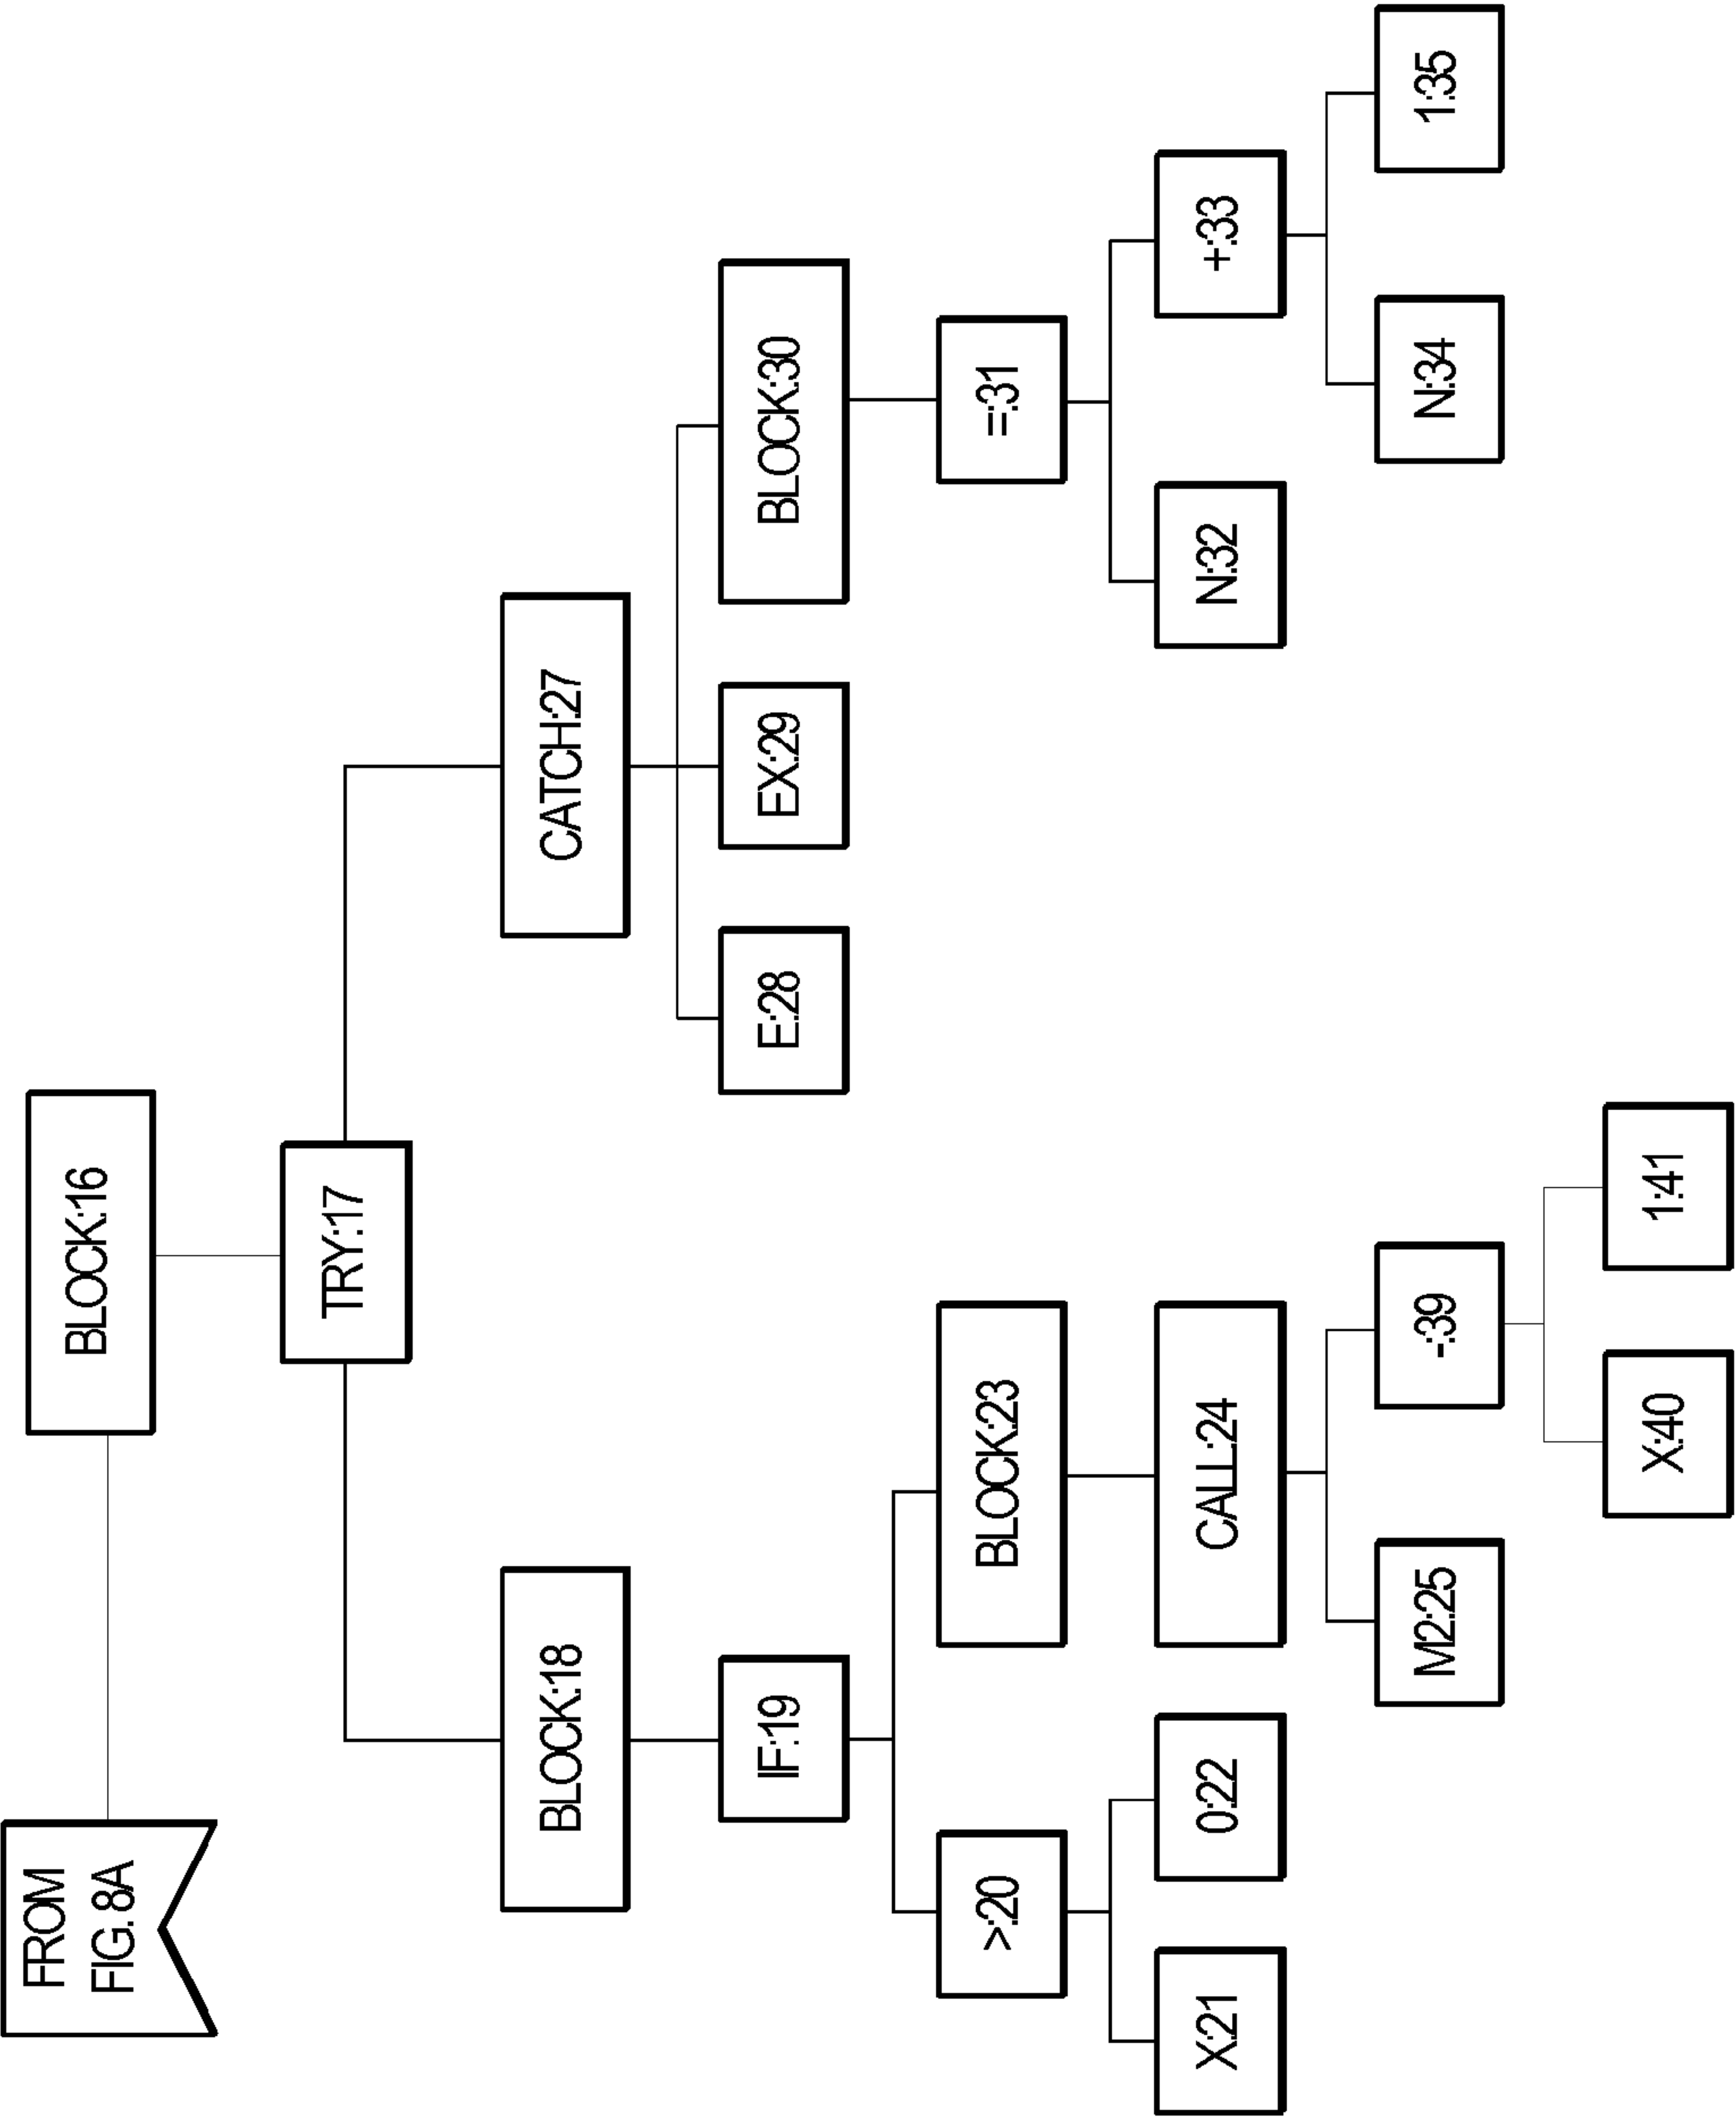 FROM
FIG. 8A
BLOCK:16
TRY:17
BLOCK:18
CATCH:27
IF:19
E:28
EX:29
BLOCK:30
>:20
BLOCK:23
=:31
X:21
0:22
CALL:24
N:32
+:33
M2:25
-:39
N:34
1:35
X:40
1:41